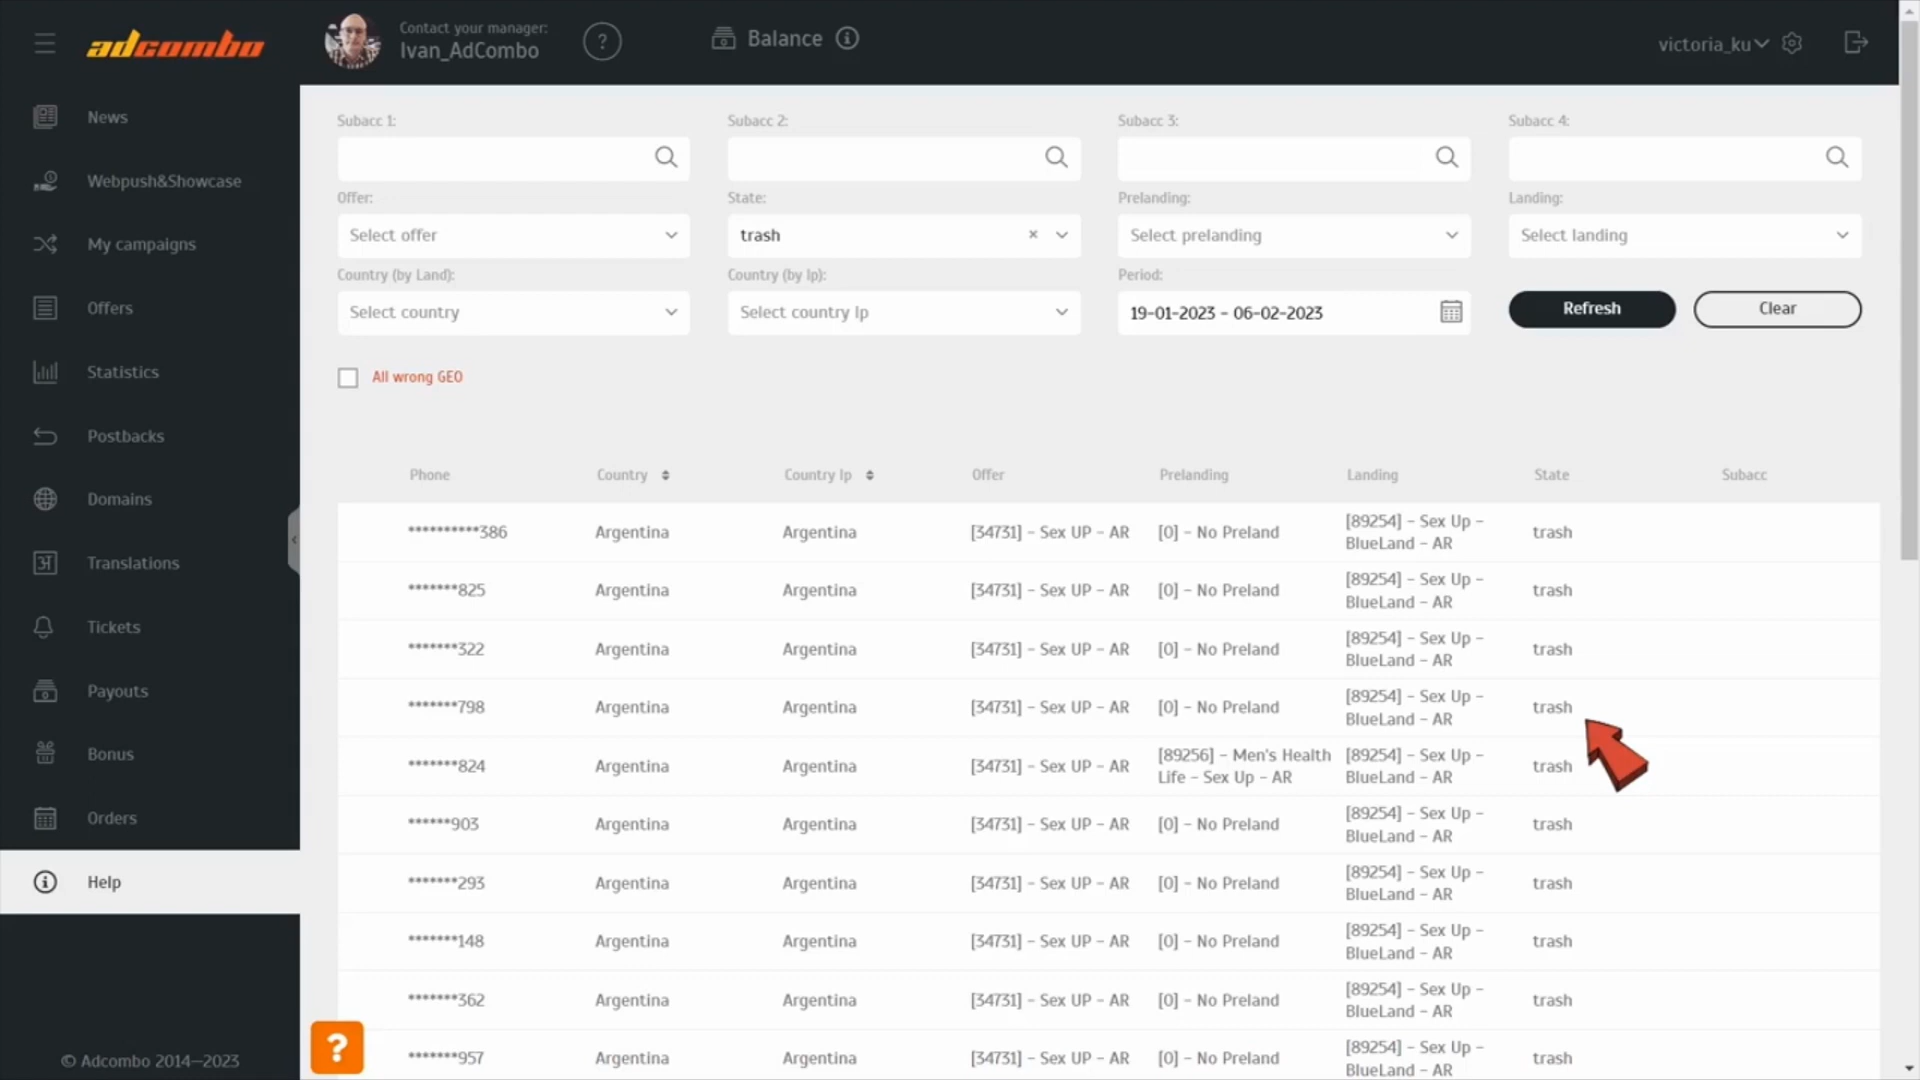 adcombo
Contact your manager:
Ivan_AdCombo
?
Balance
victoria_ku
News
Webpush&Showcase
My campaigns
Offers
Statistics
Postbacks
Domains
Translations
Tickets
Payouts
Bonus
Orders
Help
© Adcombo 2014—2023
Subacc 1:
Subacc 2:
Subacc 3:
Subacc 4:
Offer:
State:
Prelanding:
Landing:
Select offer
trash ×
Select prelanding
Select landing
Country (by Land):
Country (by Ip):
Period:
Select country
Select country Ip
19-01-2023 - 06-02-2023
Refresh
Clear
All wrong GEO
Phone Country Country Ip Offer Prelanding Landing State Subacc
**********386 Argentina Argentina [34731] - Sex UP - AR [0] - No Preland [89254] - Sex Up - trash
BlueLand - AR
*******825 Argentina Argentina [34731] - Sex UP - AR [0] - No Preland [89254] - Sex Up - trash
BlueLand - AR
*******322 Argentina Argentina [34731] - Sex UP - AR [0] - No Preland [89254] - Sex Up - trash
BlueLand - AR
*******798 Argentina Argentina [34731] - Sex UP - AR [0] - No Preland [89254] - Sex Up - trash
BlueLand - AR
*******824 Argentina Argentina [34731] - Sex UP - AR [89256] - Men's Health [89254] - Sex Up - trash
Life - Sex Up - AR BlueLand - AR
******903 Argentina Argentina [34731] - Sex UP - AR [0] - No Preland [89254] - Sex Up - trash
BlueLand - AR
*******293 Argentina Argentina [34731] - Sex UP - AR [0] - No Preland [89254] - Sex Up - trash
BlueLand - AR
*******148 Argentina Argentina [34731] - Sex UP - AR [0] - No Preland [89254] - Sex Up - trash
BlueLand - AR
*******362 Argentina Argentina [34731] - Sex UP - AR [0] - No Preland [89254] - Sex Up - trash
BlueLand - AR
*******957 Argentina Argentina [34731] - Sex UP - AR [0] - No Preland [89254] - Sex Up - trash
BlueLand - AR
?